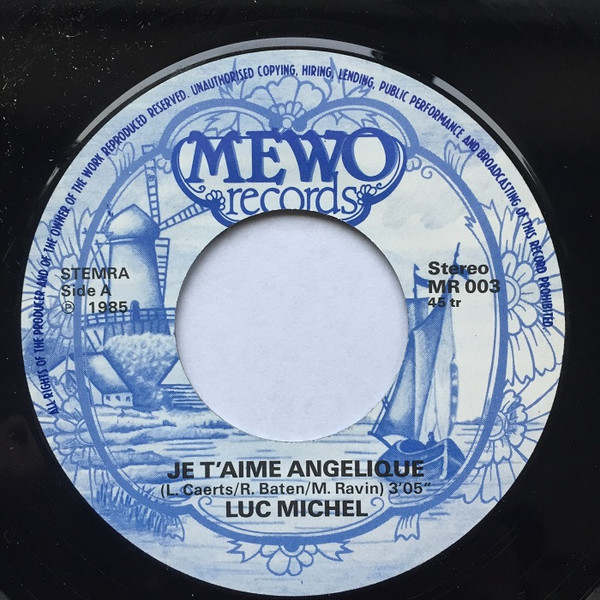 ALL RIGHTS OF THE PRODUCER AND OF THE OWNER OF THE WORK REPRODUCED RESERVED. UNAUTHORISED COPYING, HIRING, LENDING, PUBLIC PERFORMANCE AND BROADCASTING OF THIS RECORD PROHIBITED.
MEWO
records
STEMRA
Side A
℗ 1985
Stereo
MR 003
45 tr
JE T'AIME ANGELIQUE
(L. Caerts/R. Baten/M. Ravin) 3'05"
LUC MICHEL